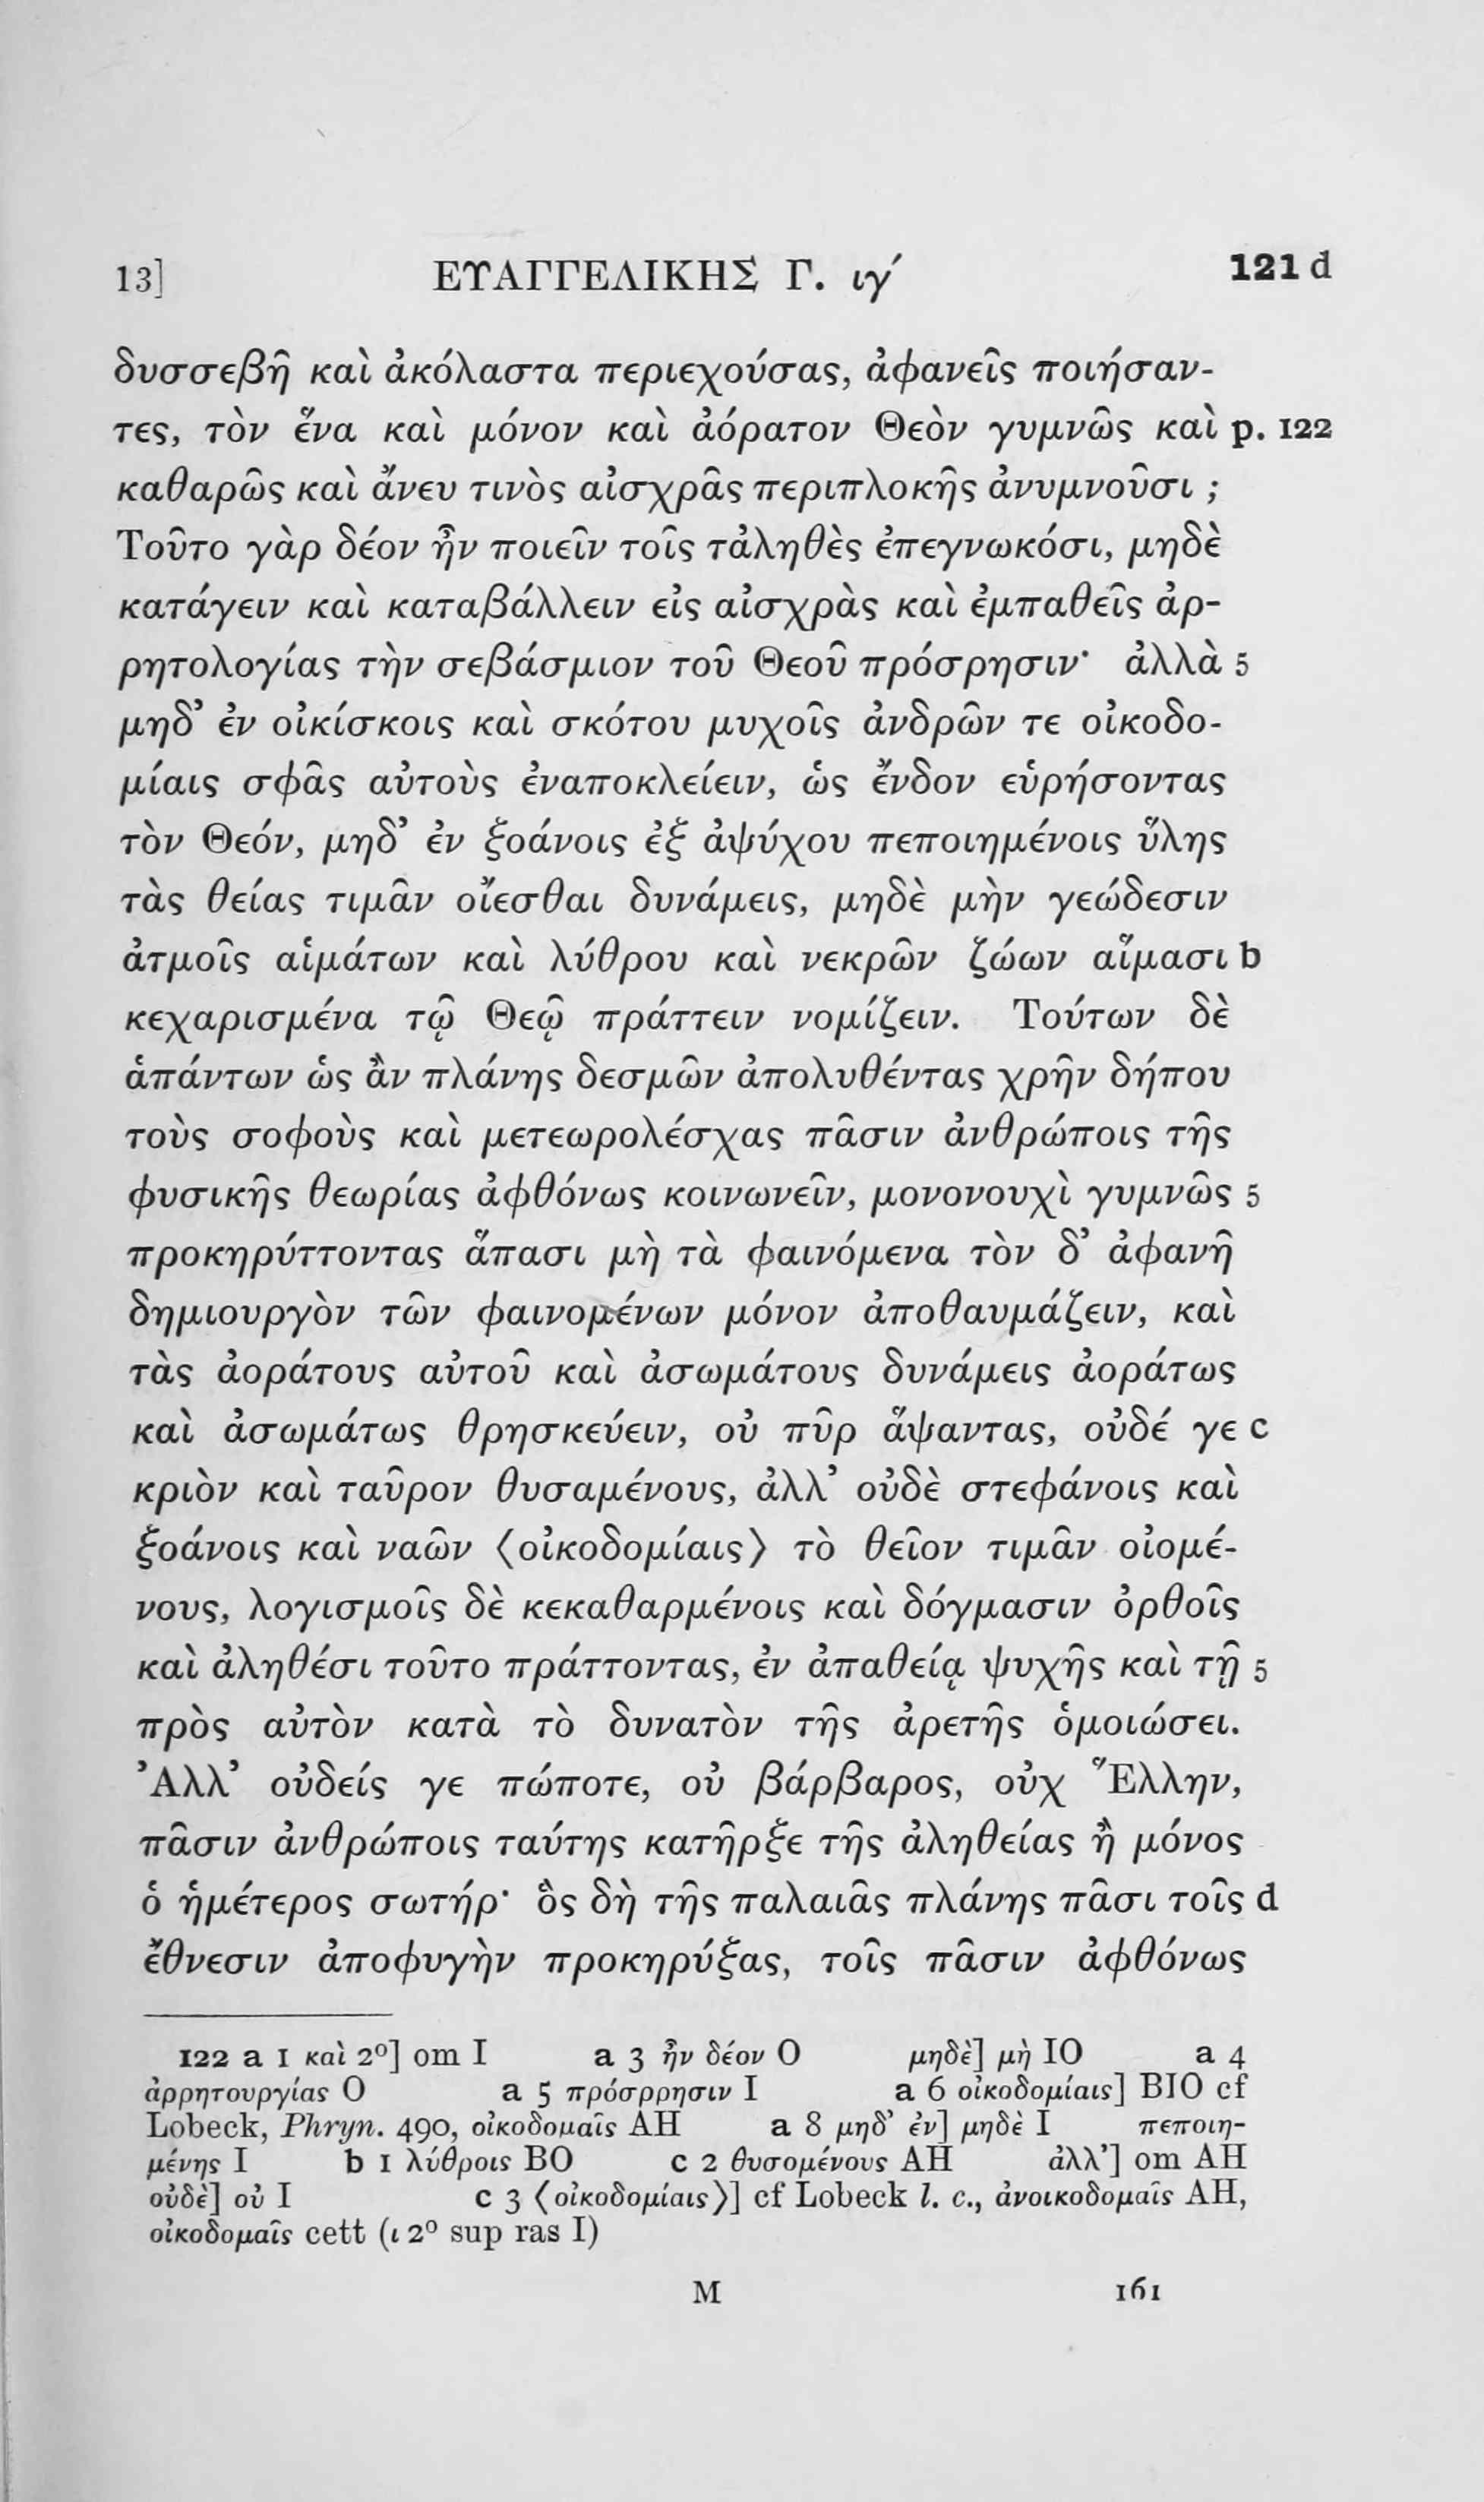 13] ΕΥΑΓΓΕΛΙΚΗΣ Γ. ιγ´ 121 d
δυσσεβῆ καὶ ἀκόλαστα περιεχούσας, ἀφανεῖς ποιήσαν-
τες, τὸν ἕνα καὶ μόνον καὶ ἀόρατον Θεὸν γυμνῶς καὶ p. 122
καθαρῶς καὶ ἄνευ τινὸς αἰσχρᾶς περιπλοκῆς ἀνυμνοῦσι ;
Τοῦτο γὰρ δέον ἦν ποιεῖν τοῖς τἀληθὲς ἐπεγνωκόσι, μηδὲ
κατάγειν καὶ καταβάλλειν εἰς αἰσχρὰς καὶ ἐμπαθεῖς ἀρ-
ρητολογίας τὴν σεβάσμιον τοῦ Θεοῦ πρόσρησιν· ἀλλὰ 5
μηδ’ ἐν οἰκίσκοις καὶ σκότου μυχοῖς ἀνδρῶν τε οἰκοδο-
μίαις σφᾶς αὐτοὺς ἐναποκλείειν, ὡς ἔνδον εὑρήσοντας
τὸν Θεόν, μηδ’ ἐν ξοάνοις ἐξ ἀψύχου πεποιημένοις ὕλης
τὰς θείας τιμᾶν οἴεσθαι δυνάμεις, μηδὲ μὴν γεώδεσιν
ἀτμοῖς αἱμάτων καὶ λύθρου καὶ νεκρῶν ζώων αἵμασι b
κεχαρισμένα τῷ Θεῷ πράττειν νομίζειν. Τούτων δὲ
ἁπάντων ὡς ἂν πλάνης δεσμῶν ἀπολυθέντας χρῆν δήπου
τοὺς σοφοὺς καὶ μετεωρολέσχας πᾶσιν ἀνθρώποις τῆς
φυσικῆς θεωρίας ἀφθόνως κοινωνεῖν, μονονουχὶ γυμνῶς 5
προκηρύττοντας ἅπασι μὴ τὰ φαινόμενα τὸν δ’ ἀφανῆ
δημιουργὸν τῶν φαινομένων μόνον ἀποθαυμάζειν, καὶ
τὰς ἀοράτους αὐτοῦ καὶ ἀσωμάτους δυνάμεις ἀοράτως
καὶ ἀσωμάτως θρησκεύειν, οὐ πῦρ ἅψαντας, οὐδέ γε c
κριὸν καὶ ταῦρον θυσαμένους, ἀλλ’ οὐδὲ στεφάνοις καὶ
ξοάνοις καὶ ναῶν ⟨οἰκοδομίαις⟩ τὸ θεῖον τιμᾶν οἰομέ-
νους, λογισμοῖς δὲ κεκαθαρμένοις καὶ δόγμασιν ὀρθοῖς
καὶ ἀληθέσι τοῦτο πράττοντας, ἐν ἀπαθείᾳ ψυχῆς καὶ τῇ 5
πρὸς αὐτὸν κατὰ τὸ δυνατὸν τῆς ἀρετῆς ὁμοιώσει.
Ἀλλ’ οὐδείς γε πώποτε, οὐ βάρβαρος, οὐχ Ἕλλην,
πᾶσιν ἀνθρώποις ταύτης κατῆρξε τῆς ἀληθείας ἢ μόνος
ὁ ἡμέτερος σωτήρ· ὃς δὴ τῆς παλαιᾶς πλάνης πᾶσι τοῖς d
ἔθνεσιν ἀποφυγὴν προκηρύξας, τοῖς πᾶσιν ἀφθόνως
122 a 1 καὶ 2º] om I a 3 ἦν δέον O μηδὲ] μὴ IO a 4
ἀρρητουργίας O a 5 πρόσρρησιν I a 6 οἰκοδομίαις] BIO cf
Lobeck, Phryn. 490, οἰκοδομαῖς AH a 8 μηδ’ ἐν] μηδὲ I πεποιη-
μένης I b 1 λύθροις BO c 2 θυσομένους AH ἀλλ’] om AH
οὐδὲ] οὐ I c 3 ⟨οἰκοδομίαις⟩] cf Lobeck l. c., ἀνοικοδομαῖς AH,
οἰκοδομαῖς cett (ι 2º sup ras I)
M 161